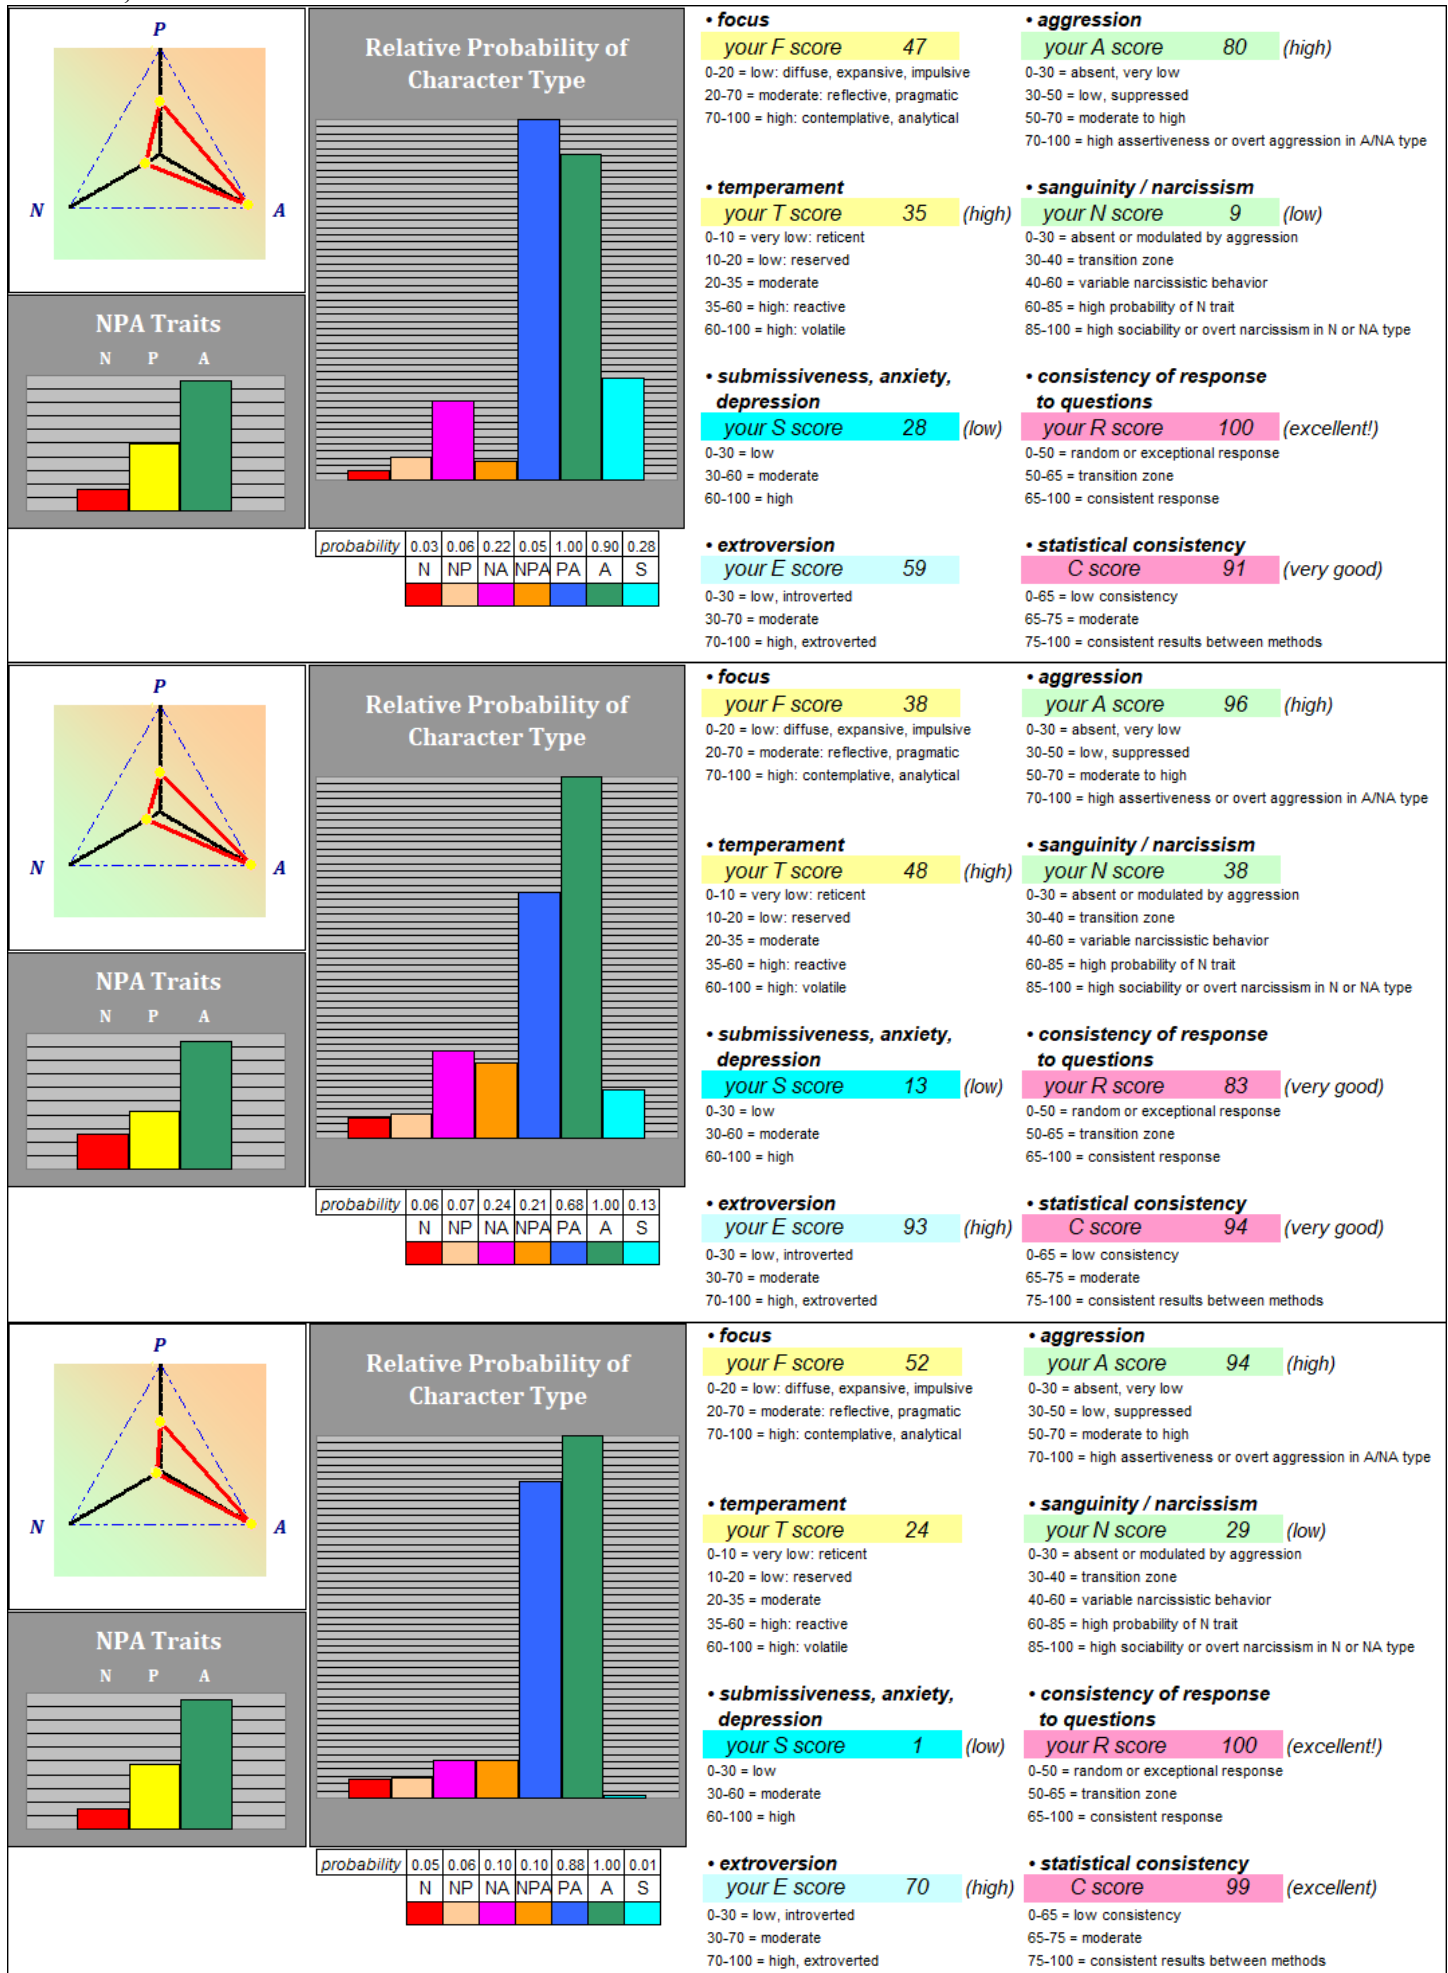 P
N
A
NPA Traits
N P A
Relative Probability of
Character Type
probability 0.03 0.06 0.22 0.05 1.00 0.90 0.28
N NP NA NPA PA A S
• focus
your F score 47
0-20 = low: diffuse, expansive, impulsive
20-70 = moderate: reflective, pragmatic
70-100 = high: contemplative, analytical
• temperament
your T score 35 (high)
0-10 = very low: reticent
10-20 = low: reserved
20-35 = moderate
35-60 = high: reactive
60-100 = high: volatile
• submissiveness, anxiety,
depression
your S score 28 (low)
0-30 = low
30-60 = moderate
60-100 = high
• extroversion
your E score 59
0-30 = low, introverted
30-70 = moderate
70-100 = high, extroverted
• aggression
your A score 80 (high)
0-30 = absent, very low
30-50 = low, suppressed
50-70 = moderate to high
70-100 = high assertiveness or overt aggression in A/NA type
• sanguinity / narcissism
your N score 9 (low)
0-30 = absent or modulated by aggression
30-40 = transition zone
40-60 = variable narcissistic behavior
60-85 = high probability of N trait
85-100 = high sociability or overt narcissism in N or NA type
• consistency of response
to questions
your R score 100 (excellent!)
0-50 = random or exceptional response
50-65 = transition zone
65-100 = consistent response
• statistical consistency
C score 91 (very good)
0-65 = low consistency
65-75 = moderate
75-100 = consistent results between methods
P
N
A
NPA Traits
N P A
Relative Probability of
Character Type
probability 0.06 0.07 0.24 0.21 0.68 1.00 0.13
N NP NA NPA PA A S
• focus
your F score 38
0-20 = low: diffuse, expansive, impulsive
20-70 = moderate: reflective, pragmatic
70-100 = high: contemplative, analytical
• temperament
your T score 48 (high)
0-10 = very low: reticent
10-20 = low: reserved
20-35 = moderate
35-60 = high: reactive
60-100 = high: volatile
• submissiveness, anxiety,
depression
your S score 13 (low)
0-30 = low
30-60 = moderate
60-100 = high
• extroversion
your E score 93 (high)
0-30 = low, introverted
30-70 = moderate
70-100 = high, extroverted
• aggression
your A score 96 (high)
0-30 = absent, very low
30-50 = low, suppressed
50-70 = moderate to high
70-100 = high assertiveness or overt aggression in A/NA type
• sanguinity / narcissism
your N score 38
0-30 = absent or modulated by aggression
30-40 = transition zone
40-60 = variable narcissistic behavior
60-85 = high probability of N trait
85-100 = high sociability or overt narcissism in N or NA type
• consistency of response
to questions
your R score 83 (very good)
0-50 = random or exceptional response
50-65 = transition zone
65-100 = consistent response
• statistical consistency
C score 94 (very good)
0-65 = low consistency
65-75 = moderate
75-100 = consistent results between methods
P
N
A
NPA Traits
N P A
Relative Probability of
Character Type
probability 0.05 0.06 0.10 0.10 0.88 1.00 0.01
N NP NA NPA PA A S
• focus
your F score 52
0-20 = low: diffuse, expansive, impulsive
20-70 = moderate: reflective, pragmatic
70-100 = high: contemplative, analytical
• temperament
your T score 24
0-10 = very low: reticent
10-20 = low: reserved
20-35 = moderate
35-60 = high: reactive
60-100 = high: volatile
• submissiveness, anxiety,
depression
your S score 1 (low)
0-30 = low
30-60 = moderate
60-100 = high
• extroversion
your E score 70 (high)
0-30 = low, introverted
30-70 = moderate
70-100 = high, extroverted
• aggression
your A score 94 (high)
0-30 = absent, very low
30-50 = low, suppressed
50-70 = moderate to high
70-100 = high assertiveness or overt aggression in A/NA type
• sanguinity / narcissism
your N score 29 (low)
0-30 = absent or modulated by aggression
30-40 = transition zone
40-60 = variable narcissistic behavior
60-85 = high probability of N trait
85-100 = high sociability or overt narcissism in N or NA type
• consistency of response
to questions
your R score 100 (excellent!)
0-50 = random or exceptional response
50-65 = transition zone
65-100 = consistent response
• statistical consistency
C score 99 (excellent)
0-65 = low consistency
65-75 = moderate
75-100 = consistent results between methods